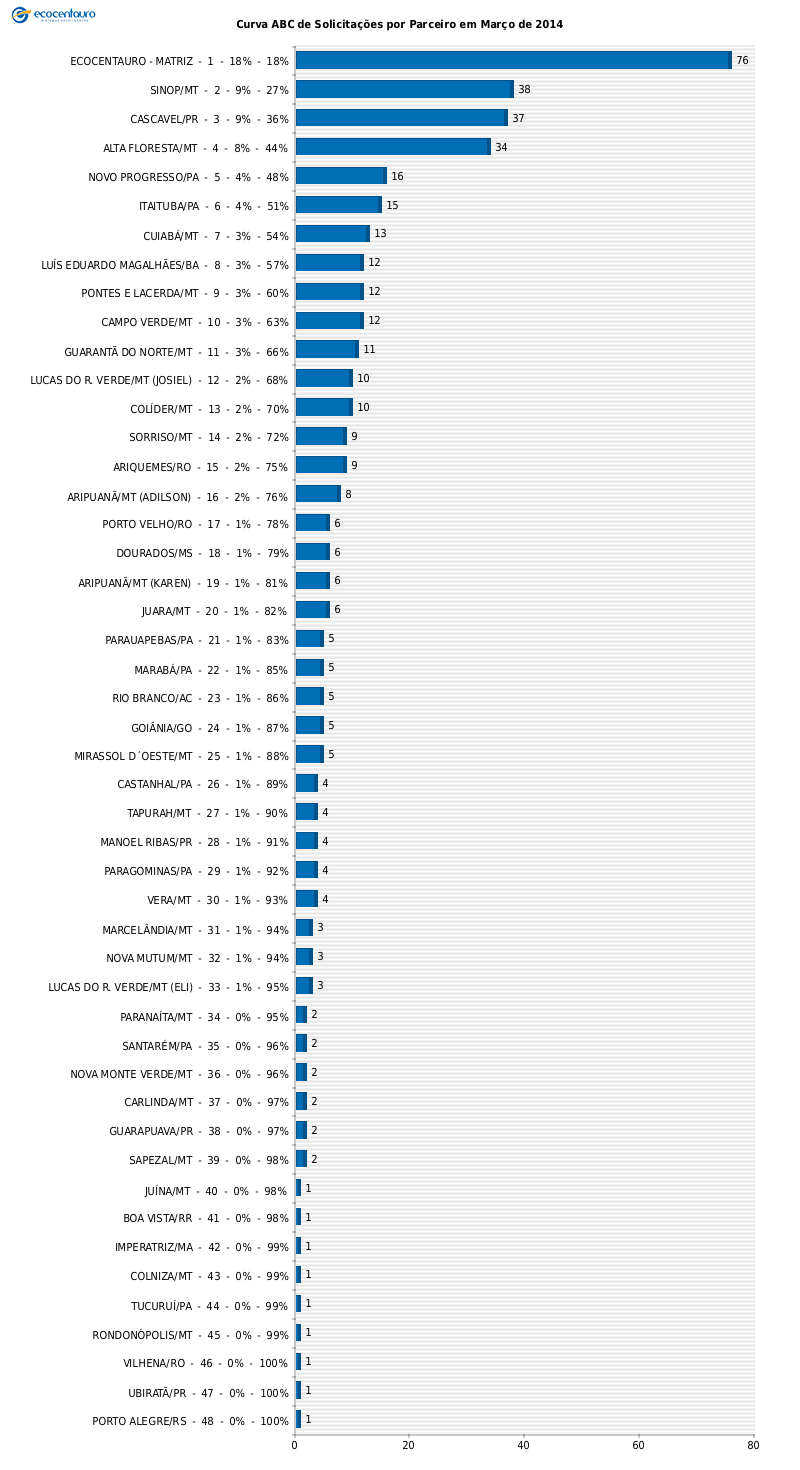 ecocentauro
Curva ABC de Solicitações por Parceiro em Março de 2014
ECOCENTAURO - MATRIZ - 1 - 18% - 18% 76
SINOP/MT - 2 - 9% - 27% 38
CASCAVEL/PR - 3 - 9% - 36% 37
ALTA FLORESTA/MT - 4 - 8% - 44% 34
NOVO PROGRESSO/PA - 5 - 4% - 48% 16
ITAITUBA/PA - 6 - 4% - 51% 15
CUIABÁ/MT - 7 - 3% - 54% 13
LUÍS EDUARDO MAGALHÃES/BA - 8 - 3% - 57% 12
PONTES E LACERDA/MT - 9 - 3% - 60% 12
CAMPO VERDE/MT - 10 - 3% - 63% 12
GUARANTÃ DO NORTE/MT - 11 - 3% - 66% 11
LUCAS DO R. VERDE/MT (JOSIEL) - 12 - 2% - 68% 10
COLÍDER/MT - 13 - 2% - 70% 10
SORRISO/MT - 14 - 2% - 72% 9
ARIQUEMES/RO - 15 - 2% - 75% 9
ARIPUANÃ/MT (ADILSON) - 16 - 2% - 76% 8
PORTO VELHO/RO - 17 - 1% - 78% 6
DOURADOS/MS - 18 - 1% - 79% 6
ARIPUANÃ/MT (KAREN) - 19 - 1% - 81% 6
JUARA/MT - 20 - 1% - 82% 6
PARAUAPEBAS/PA - 21 - 1% - 83% 5
MARABÁ/PA - 22 - 1% - 85% 5
RIO BRANCO/AC - 23 - 1% - 86% 5
GOIÂNIA/GO - 24 - 1% - 87% 5
MIRASSOL D´OESTE/MT - 25 - 1% - 88% 5
CASTANHAL/PA - 26 - 1% - 89% 4
TAPURAH/MT - 27 - 1% - 90% 4
MANOEL RIBAS/PR - 28 - 1% - 91% 4
PARAGOMINAS/PA - 29 - 1% - 92% 4
VERA/MT - 30 - 1% - 93% 4
MARCELÂNDIA/MT - 31 - 1% - 94% 3
NOVA MUTUM/MT - 32 - 1% - 94% 3
LUCAS DO R. VERDE/MT (ELI) - 33 - 1% - 95% 3
PARANAÍTA/MT - 34 - 0% - 95% 2
SANTARÉM/PA - 35 - 0% - 96% 2
NOVA MONTE VERDE/MT - 36 - 0% - 96% 2
CARLINDA/MT - 37 - 0% - 97% 2
GUARAPUAVA/PR - 38 - 0% - 97% 2
SAPEZAL/MT - 39 - 0% - 98% 2
JUÍNA/MT - 40 - 0% - 98% 1
BOA VISTA/RR - 41 - 0% - 98% 1
IMPERATRIZ/MA - 42 - 0% - 99% 1
COLNIZA/MT - 43 - 0% - 99% 1
TUCURUÍ/PA - 44 - 0% - 99% 1
RONDONÓPOLIS/MT - 45 - 0% - 99% 1
VILHENA/RO - 46 - 0% - 100% 1
UBIRATÃ/PR - 47 - 0% - 100% 1
PORTO ALEGRE/RS - 48 - 0% - 100% 1
0 20 40 60 80